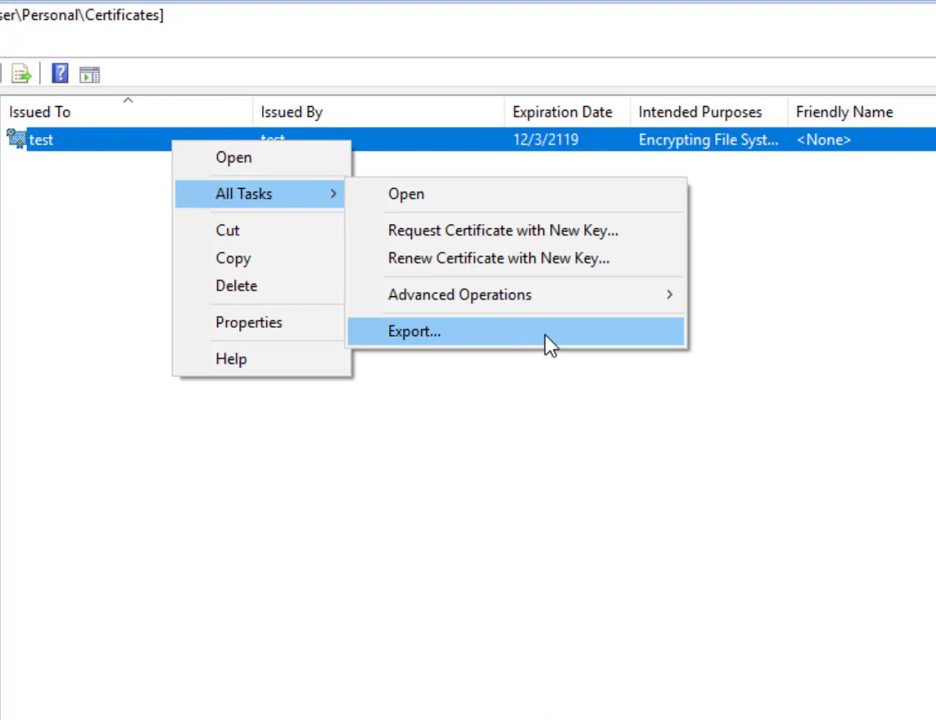 ser\Personal\Certificates]
Issued To Issued By Expiration Date Intended Purposes Friendly Name
test test 12/3/2119 Encrypting File Syst... <None>
Open
All Tasks
Cut
Copy
Delete
Properties
Help
Open
Request Certificate with New Key...
Renew Certificate with New Key...
Advanced Operations
Export...